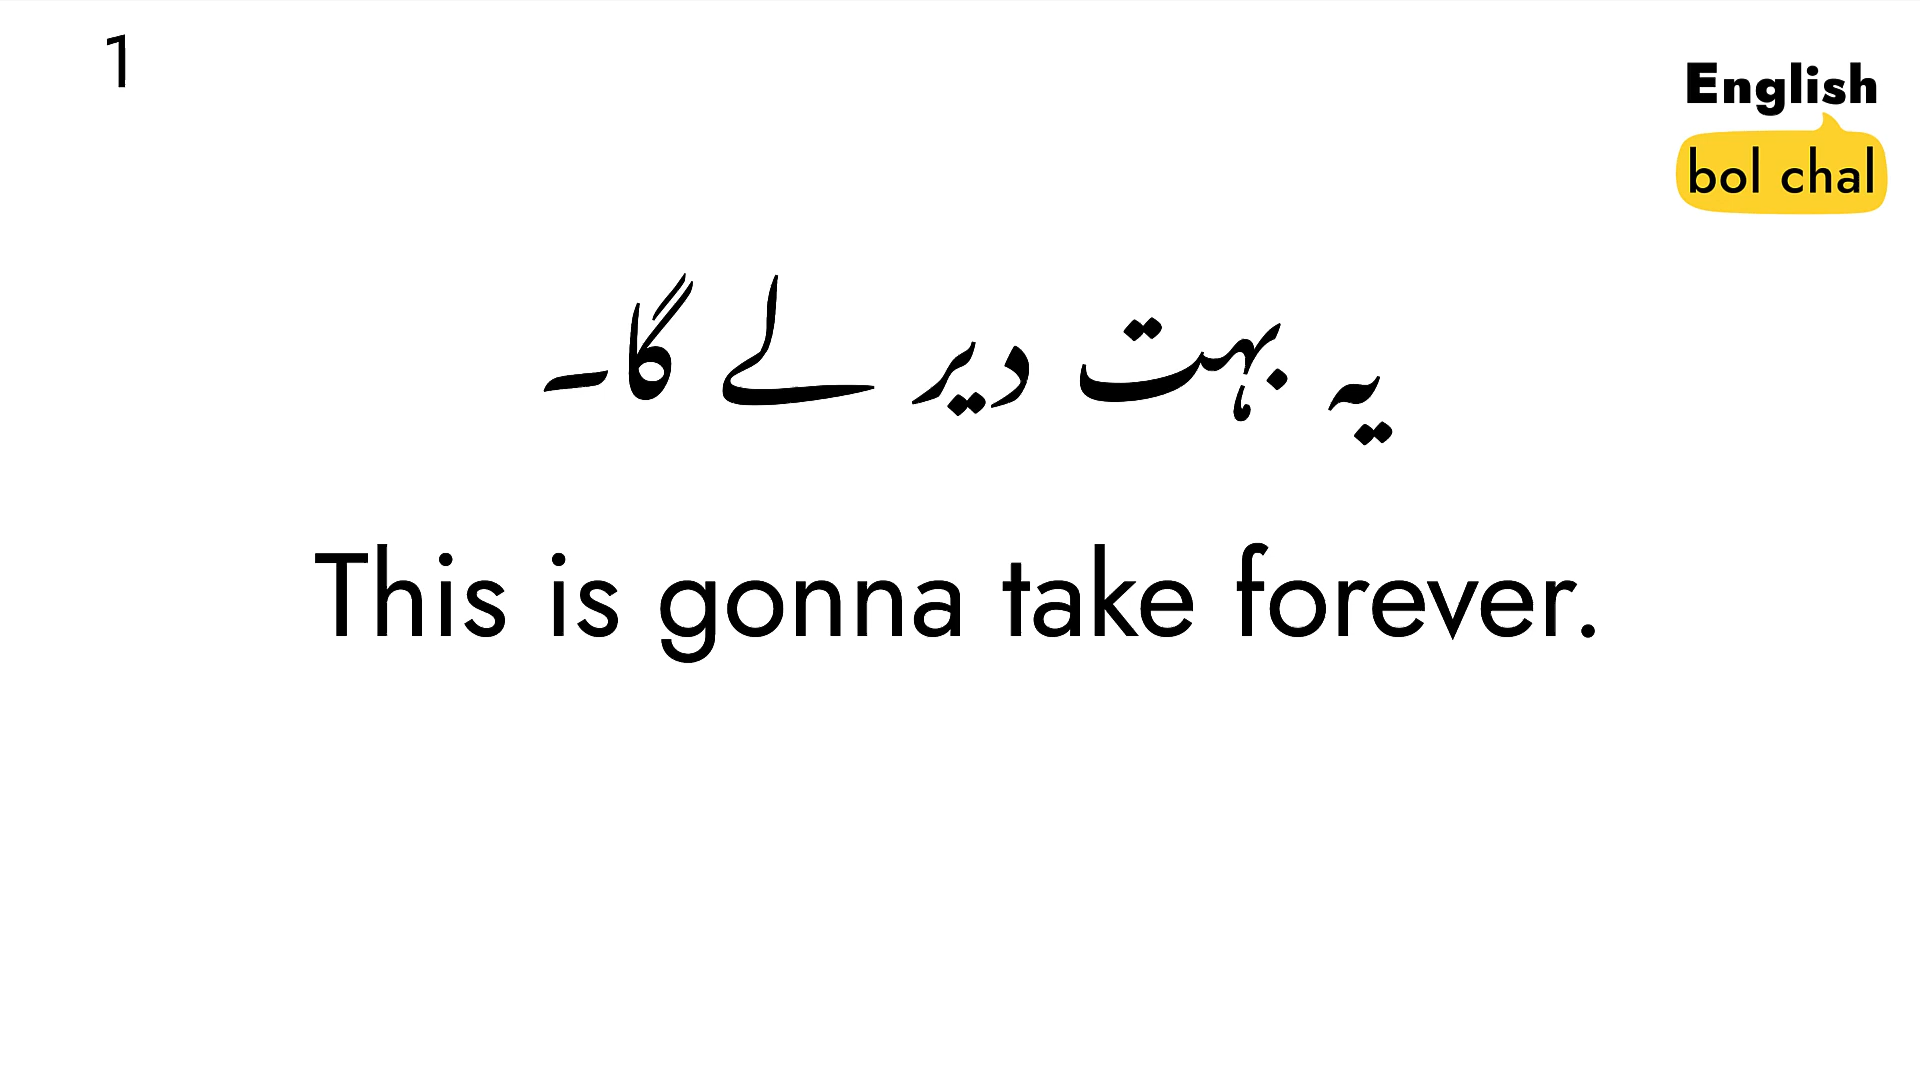 1
English
bol chal
یہ بہت دیر لے گا۔
This is gonna take forever.